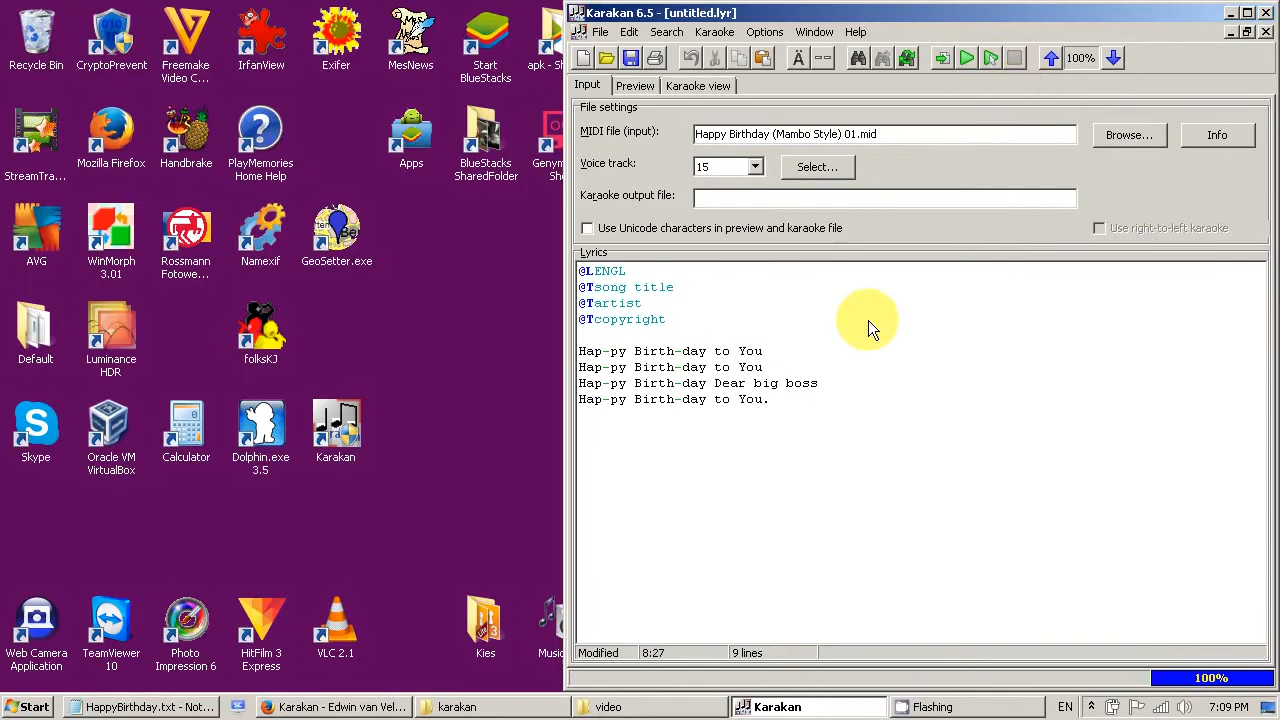 Recycle Bin
CryptoPrevent
Freemake Video C...
IrfanView
Exifer
MesNews
Start BlueStacks
apk - Sh
StreamTra...
Mozilla Firefox
Handbrake
PlayMemories Home Help
Apps
BlueStacks SharedFolder
Genym
Sh
AVG
WinMorph 3.01
Rossmann Fotowe...
Namexif
GeoSetter.exe
Default
Luminance HDR
folksKJ
Skype
Oracle VM VirtualBox
Calculator
Dolphin.exe 3.5
Karakan
Web Camera Application
TeamViewer 10
Photo Impression 6
HitFilm 3 Express
VLC 2.1
Kies
Music
Karakan 6.5 - [untitled.lyr]
File Edit Search Karaoke Options Window Help
Ä -- 100%
Input Preview Karaoke view
File settings
MIDI file (input): Happy Birthday (Mambo Style) 01.mid Browse... Info
Voice track: 15 Select...
Karaoke output file:
Use Unicode characters in preview and karaoke file Use right-to-left karaoke
Lyrics
@LENGL
@Tsong title
@Tartist
@Tcopyright
Hap-py Birth-day to You
Hap-py Birth-day to You
Hap-py Birth-day Dear big boss
Hap-py Birth-day to You.
Modified 8:27 9 lines
100%
Start HappyBirthday.txt - Not... Karakan - Edwin van Vel... karakan video Karakan Flashing EN 7:09 PM